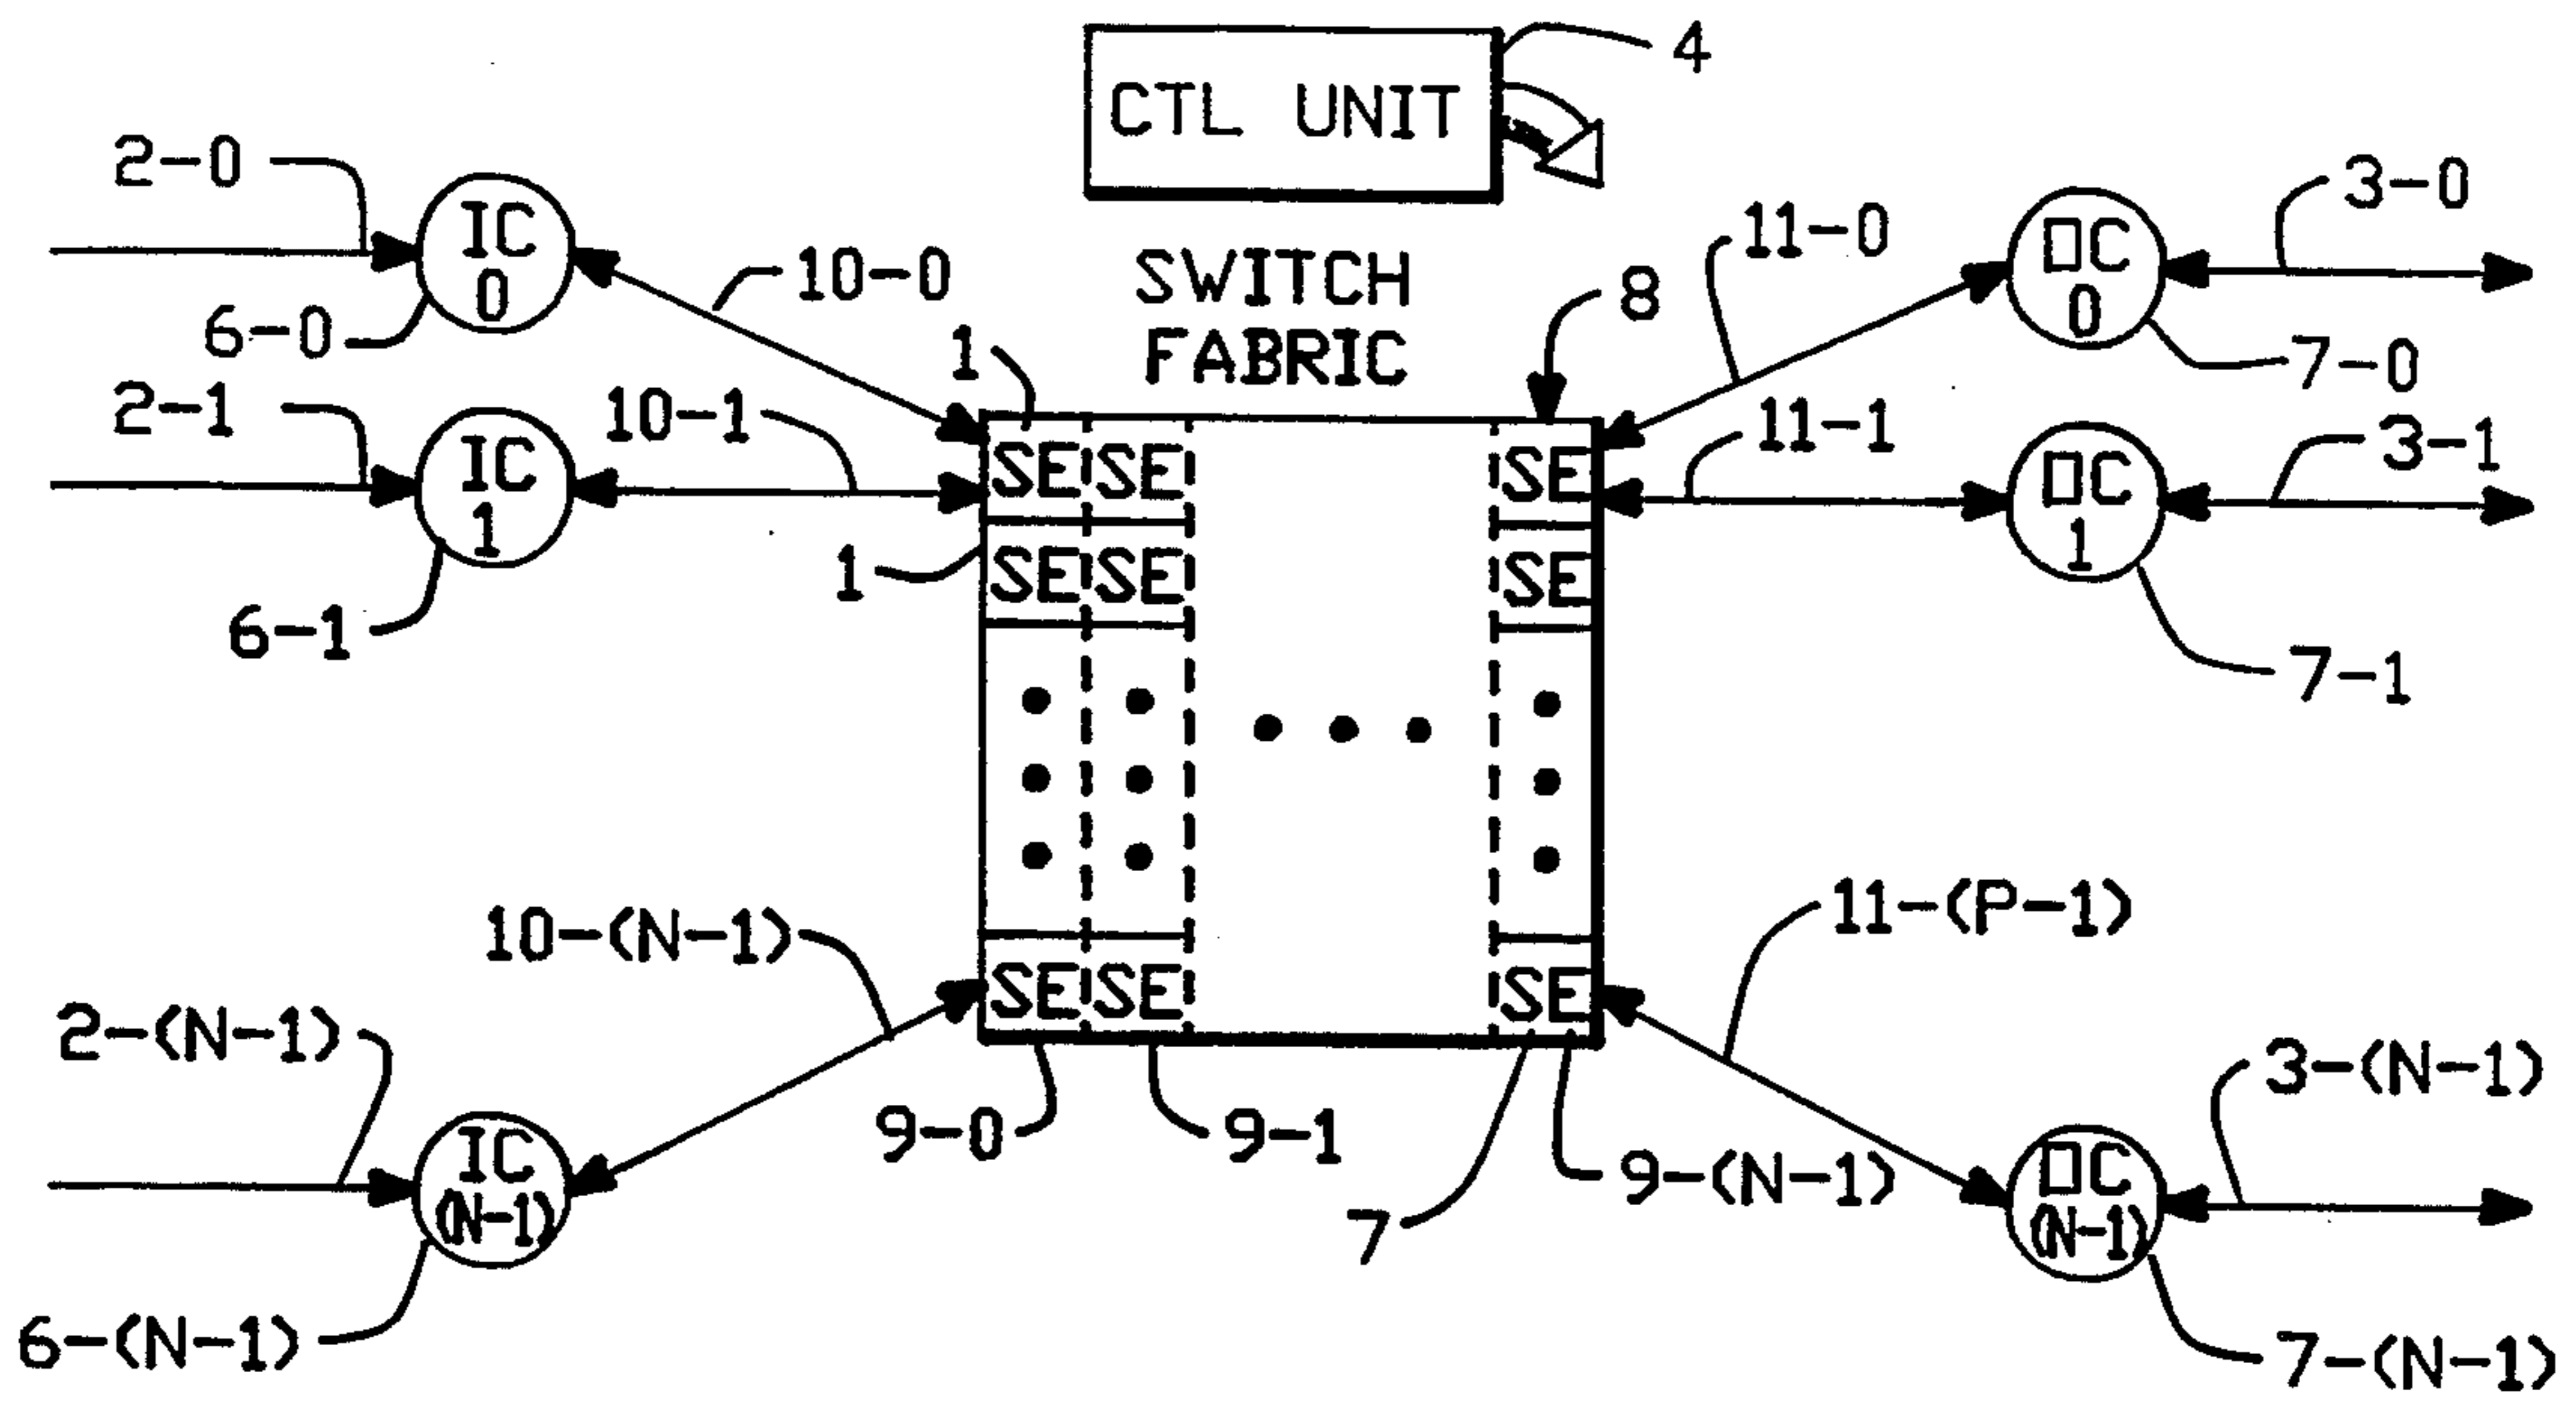 CTL UNIT
4
2-0
IC
0
6-0
10-0
SWITCH
FABRIC
8
11-0
OC
0
3-0
7-0
2-1
IC
1
6-1
10-1
1
1
SE SE SE
SE SE SE
11-1
OC
1
3-1
7-1
10-(N-1)
SE SE SE
11-(P-1)
2-(N-1)
IC
(N-1)
6-(N-1)
9-0
9-1
7
9-(N-1)
3-(N-1)
OC
(N-1)
7-(N-1)